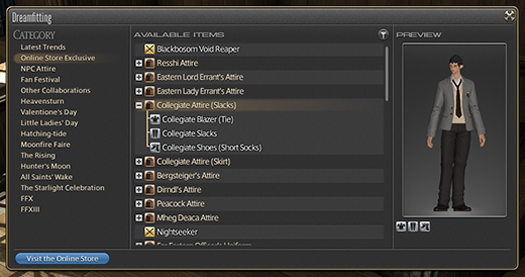 Dreamfitting
CATEGORY
Latest Trends
Online Store Exclusive
NPC Attire
Fan Festival
Other Collaborations
Heavensturn
Valentione's Day
Little Ladies' Day
Hatching-tide
Moonfire Faire
The Rising
Hunter's Moon
All Saints' Wake
The Starlight Celebration
FFX
FFXIII
AVAILABLE ITEMS
Blackbosom Void Reaper
Resshi Attire
Eastern Lord Errant's Attire
Eastern Lady Errant's Attire
Collegiate Attire (Slacks)
Collegiate Blazer (Tie)
Collegiate Slacks
Collegiate Shoes (Short Socks)
Collegiate Attire (Skirt)
Bergsteiger's Attire
Dirndl's Attire
Peacock Attire
Mheg Deaca Attire
Nightseeker
Far Eastern Officer's Uniform
PREVIEW
Visit the Online Store